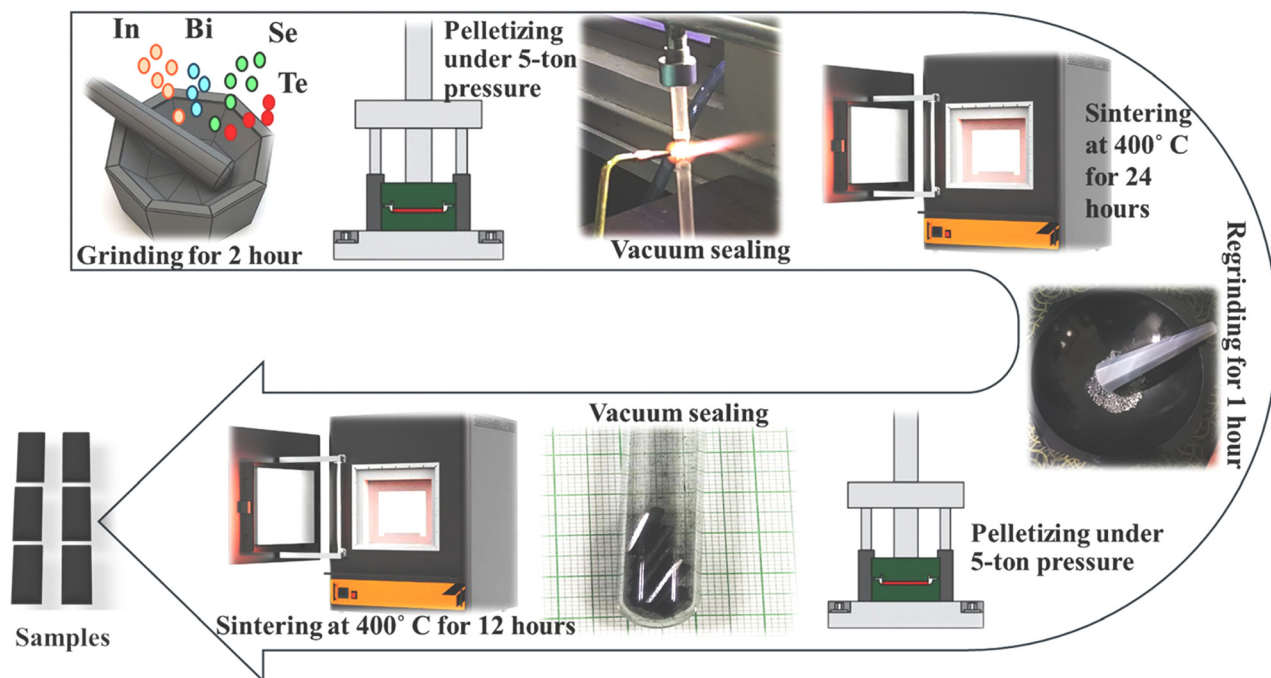 In
Bi
Se
Te
Grinding for 2 hour
Pelletizing
under 5-ton
pressure
Vacuum sealing
Sintering
at 400° C
for 24
hours
Regrinding for 1 hour
Pelletizing under
5-ton pressure
Vacuum sealing
Sintering at 400° C for 12 hours
Samples